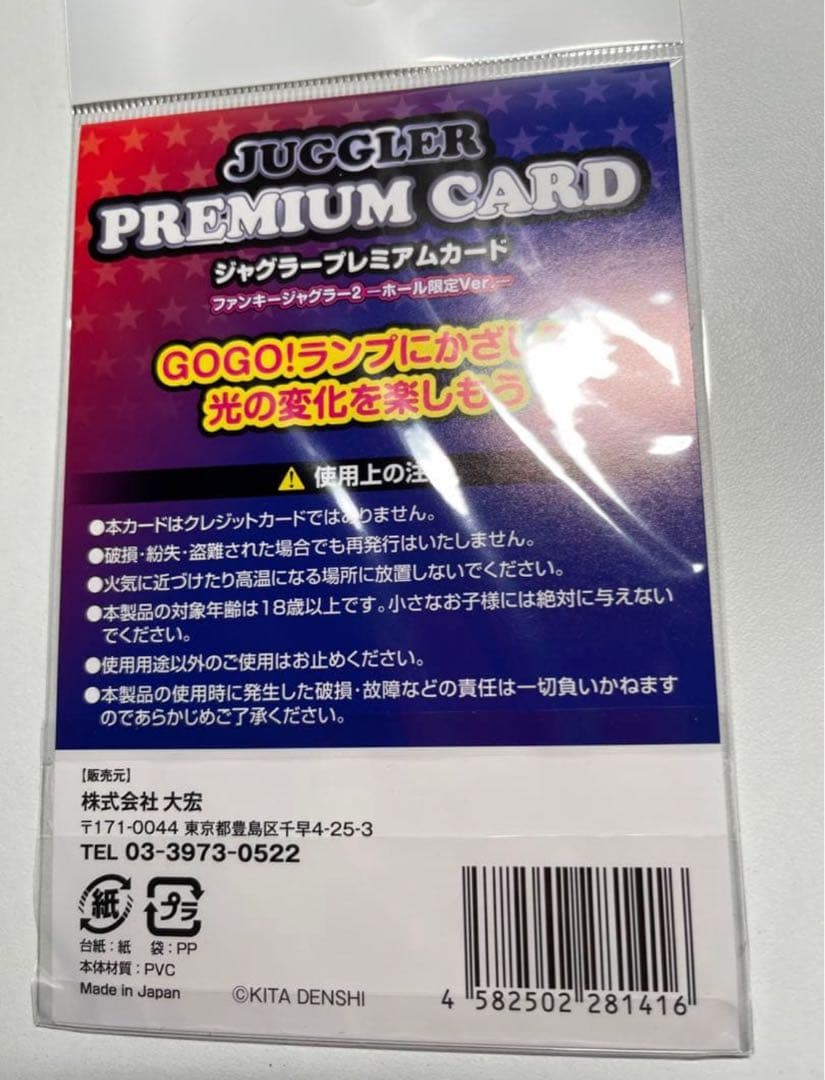 JUGGLER
PREMIUM CARD
ジャグラープレミアムカード
ファンキージャグラー2 ーホール限定Ver.ー
GOGO!ランプにかざし
光の変化を楽しもう
使用上の注
●本カードはクレジットカードではありません。
●破損・紛失・盗難された場合でも再発行はいたしません。
●火気に近づけたり高温になる場所に放置しないでください。
●本製品の対象年齢は18歳以上です。小さなお子様には絶対に与えない
でください。
●使用用途以外のご使用はお止めください。
●本製品の使用時に発生した破損・故障などの責任は一切負いかねます
のであらかじめご了承ください。
【販売元】
株式会社 大宏
〒171-0044 東京都豊島区千早4-25-3
TEL 03-3973-0522
紙 プラ
台紙:紙 袋:PP
本体材質:PVC
Made in Japan ©KITA DENSHI
4 582502 281416